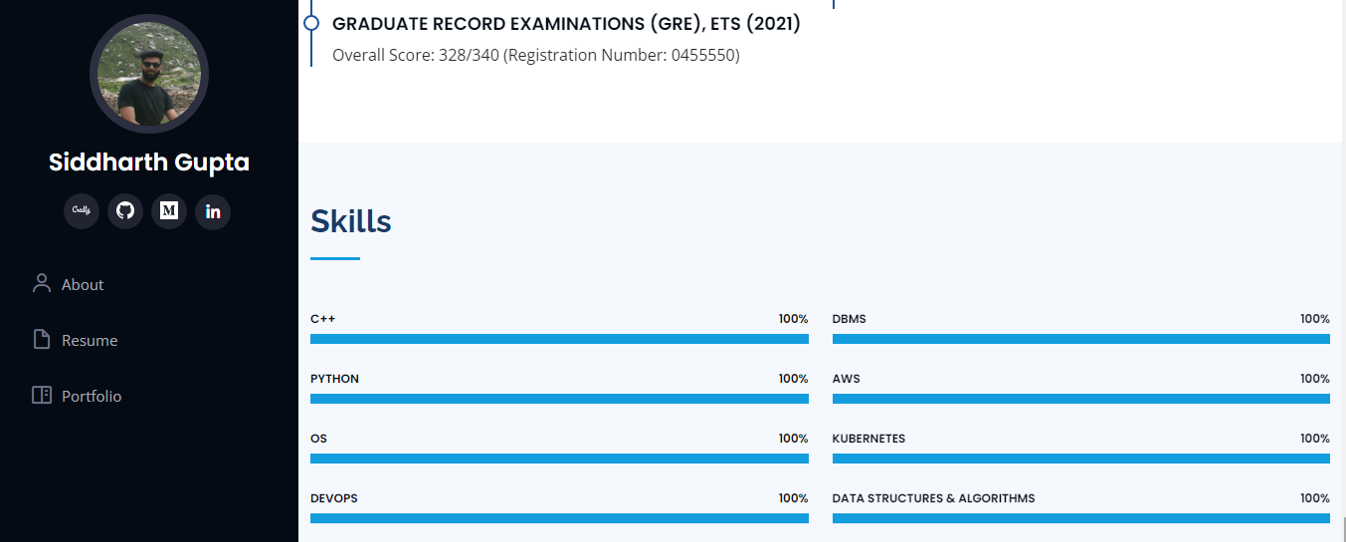 Siddharth Gupta
Credly
M
in
About
Resume
Portfolio
GRADUATE RECORD EXAMINATIONS (GRE), ETS (2021)
Overall Score: 328/340 (Registration Number: 0455550)
Skills
C++ 100%
PYTHON 100%
OS 100%
DEVOPS 100%
DBMS 100%
AWS 100%
KUBERNETES 100%
DATA STRUCTURES & ALGORITHMS 100%